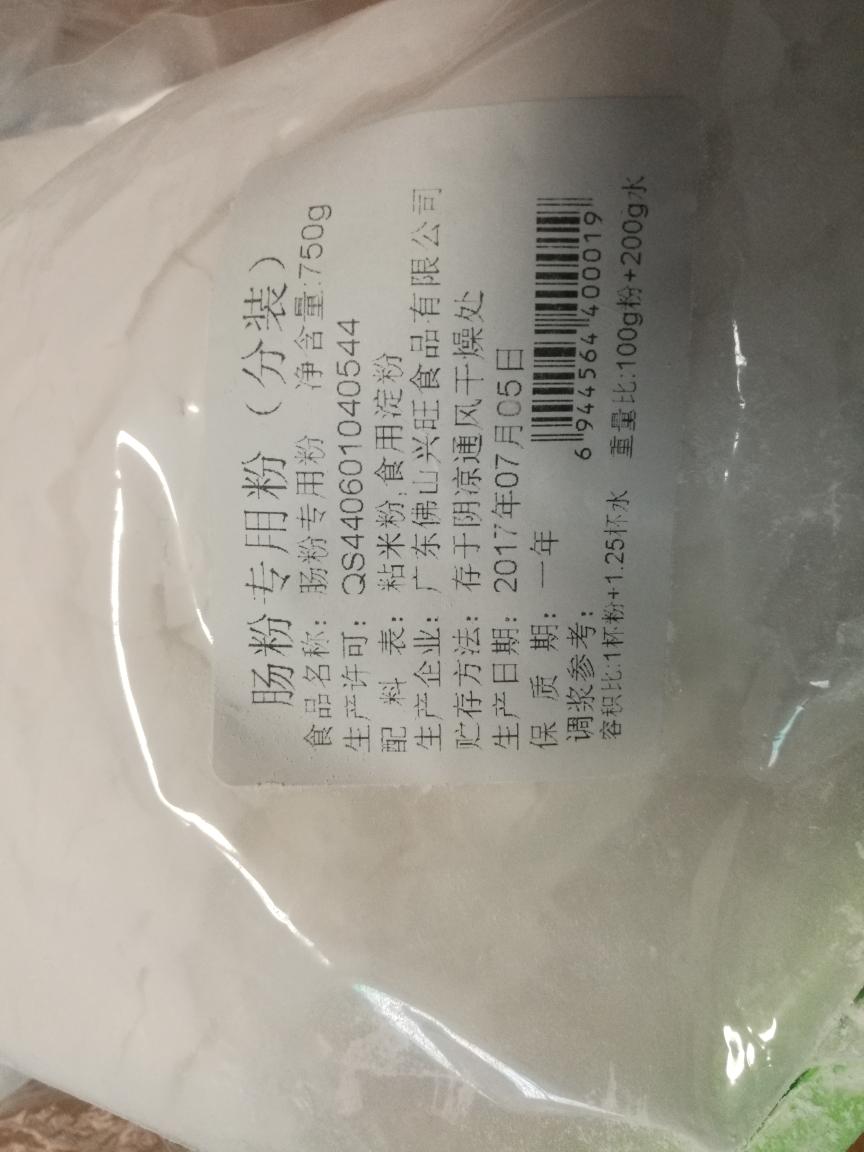 肠粉专用粉（分装）
食品名称：肠粉专用粉 净含量:750g
生产许可：QS440601040544
配料表：粘米粉,食用淀粉
生产企业：广东佛山兴旺食品有限公司
贮存方法：存于阴凉通风干燥处
生产日期：2017年07月05日
保质期：一年
6 944564 400019
调浆参考：
容积比:1杯粉+1.25杯水 重量比:100g粉+200g水